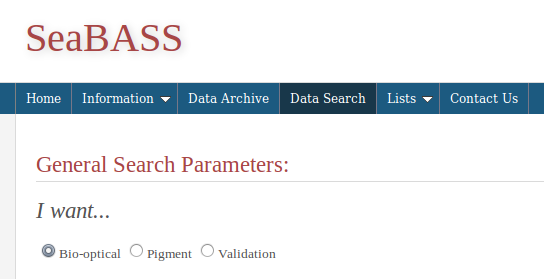 SeaBASS
Home Information Data Archive Data Search Lists Contact Us
General Search Parameters:
I want...
Bio-optical Pigment Validation